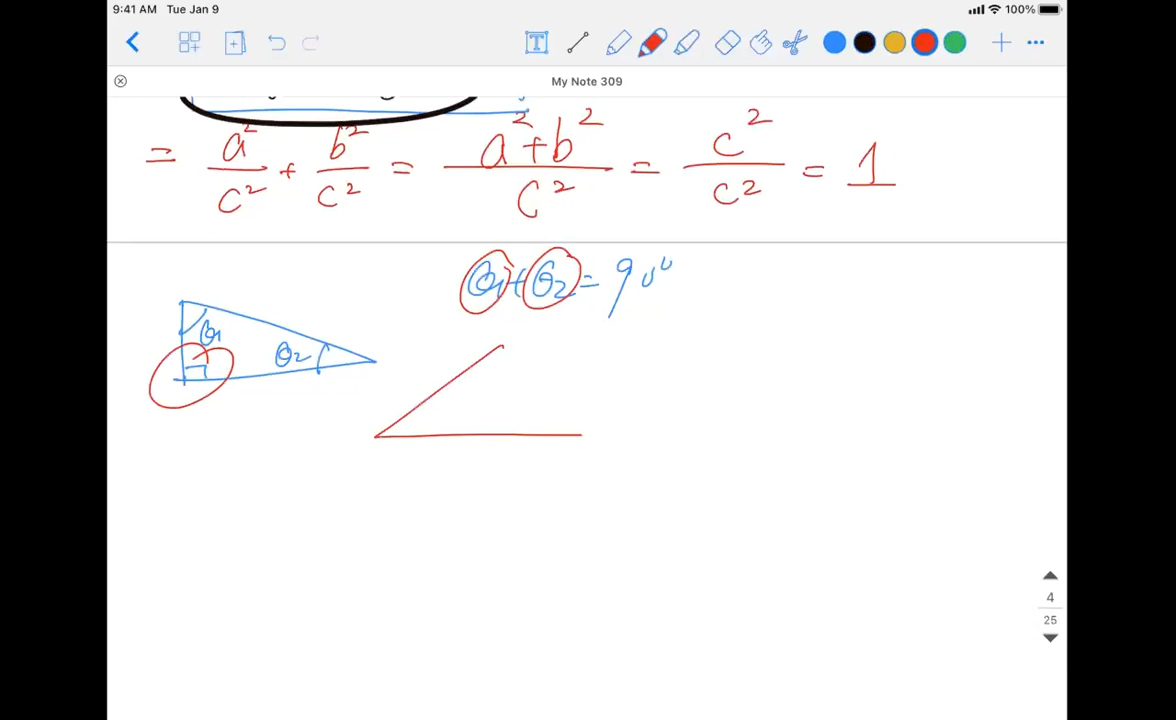 9:41 AM Tue Jan 9 100%
T
My Note 309
= a²/c² + b²/c² = a²+b²/c² = c²/c² = 1
θ1+θ2 = 90°
θ1
θ2
4
25